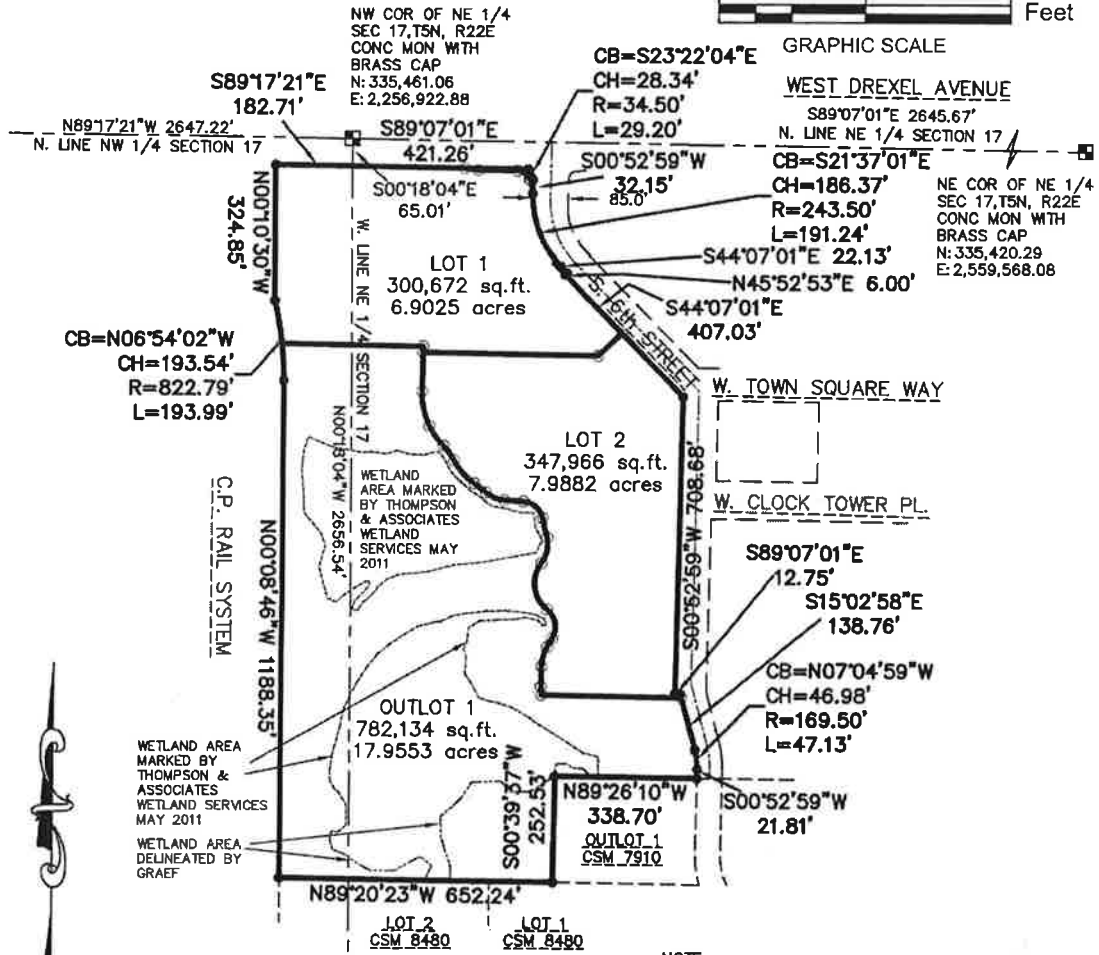 Feet
GRAPHIC SCALE
NW COR OF NE 1/4
SEC 17,T5N, R22E
CONC MON WITH
BRASS CAP
N: 335,461.06
E: 2,256,922.88
S89°17'21"E
182.71'
CB=S23°22'04"E
CH=28.34'
R=34.50'
L=29.20'
WEST DREXEL AVENUE
S89°07'01"E 2645.67'
N. LINE NE 1/4 SECTION 17
N89°17'21"W 2647.22'
N. LINE NW 1/4 SECTION 17
S89°07'01"E
421.26'
S00°18'04"E
65.01'
S00°52'59"W
32.15'
85.0'
CB=S21°37'01"E
CH=186.37'
R=243.50'
L=191.24'
NE COR OF NE 1/4
SEC 17,T5N, R22E
CONC MON WITH
BRASS CAP
N: 335,420.29
E: 2,559,568.08
N00°10'30"W
324.85'
W. LINE NE 1/4 SECTION 17
N00°18'04"W 2656.54'
LOT 1
300,672 sq.ft.
6.9025 acres
S44°07'01"E 22.13'
N45°52'53"E 6.00'
S44°07'01"E
407.03'
S. 6th STREET
CB=N06°54'02"W
CH=193.54'
R=822.79'
L=193.99'
W. TOWN SQUARE WAY
LOT 2
347,966 sq.ft.
7.9882 acres
WETLAND
AREA MARKED
BY THOMPSON
& ASSOCIATES
WETLAND
SERVICES MAY
2011
W. CLOCK TOWER PL.
C.P. RAIL SYSTEM
N00°08'46"W 1188.35'
S00°52'59"W 708.68'
S89°07'01"E
12.75'
S15°02'58"E
138.76'
CB=N07°04'59"W
CH=46.98'
R=169.50'
L=47.13'
OUTLOT 1
782,134 sq.ft.
17.9553 acres
WETLAND AREA
MARKED BY
THOMPSON &
ASSOCIATES
WETLAND SERVICES
MAY 2011
WETLAND AREA
DELINEATED BY
GRAEF
S00°39'37"W
252.53'
N89°26'10"W
338.70'
OUTLOT 1
CSM 7910
S00°52'59"W
21.81'
N89°20'23"W 652.24'
LOT 2
CSM 8480
LOT 1
CSM 8480